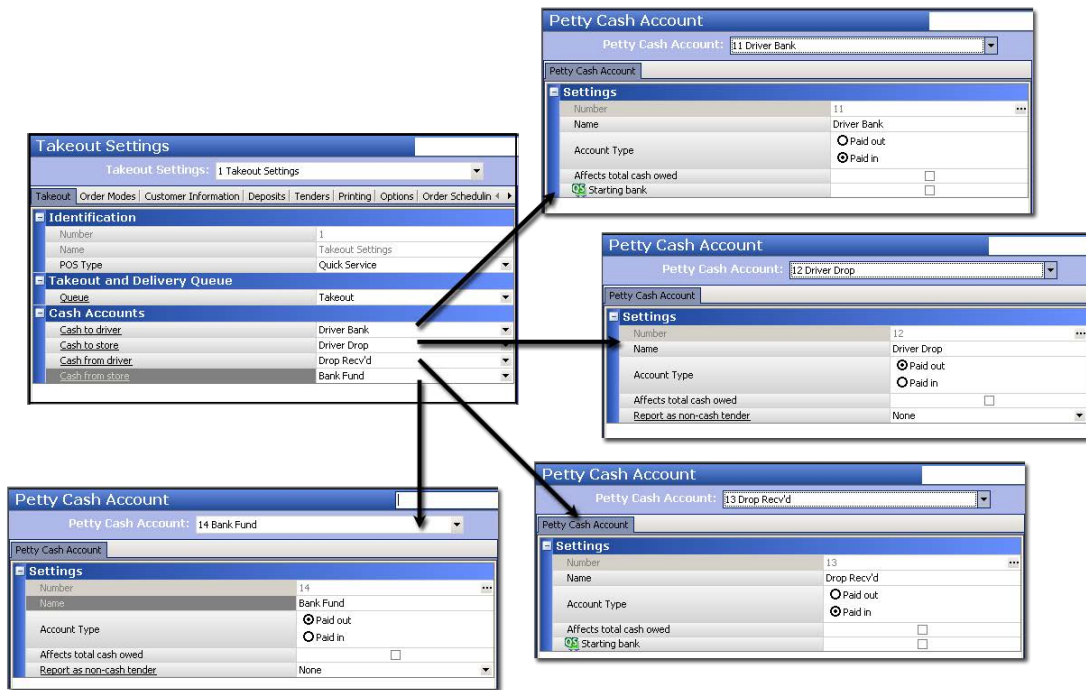 Takeout Settings
Takeout Settings: 1 Takeout Settings
Takeout Order Modes Customer Information Deposits Tenders Printing Options Order Schedulin
Identification
Number 1
Name Takeout Settings
POS Type Quick Service
Takeout and Delivery Queue
Queue Takeout
Cash Accounts
Cash to driver Driver Bank
Cash to store Driver Drop
Cash from driver Drop Recv'd
Cash from store Bank Fund
Petty Cash Account
Petty Cash Account: 11 Driver Bank
Petty Cash Account
Settings
Number 11 ...
Name Driver Bank
Account Type Paid out
Paid in
Affects total cash owed
QS Starting bank
Petty Cash Account
Petty Cash Account: 12 Driver Drop
Petty Cash Account
Settings
Number 12 ...
Name Driver Drop
Account Type Paid out
Paid in
Affects total cash owed
Report as non-cash tender None
Petty Cash Account
Petty Cash Account: 13 Drop Recv'd
Petty Cash Account
Settings
Number 13 ...
Name Drop Recv'd
Account Type Paid out
Paid in
Affects total cash owed
QS Starting bank
Petty Cash Account
Petty Cash Account: 14 Bank Fund
Petty Cash Account
Settings
Number 14 ...
Name Bank Fund
Account Type Paid out
Paid in
Affects total cash owed
Report as non-cash tender None